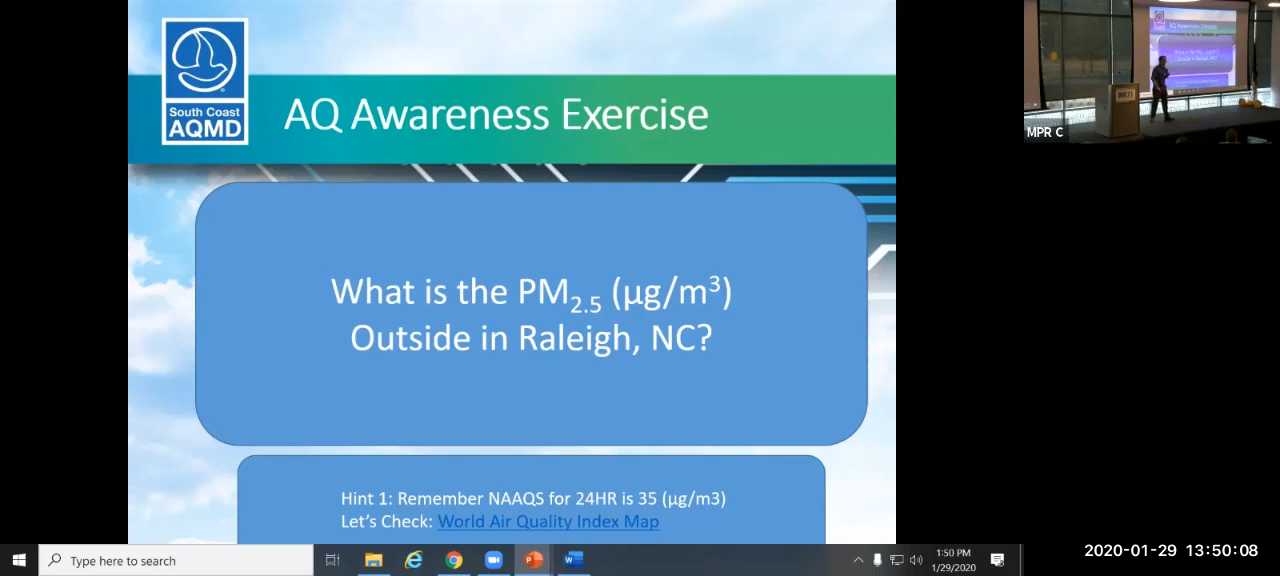 South Coast
AQMD
AQ Awareness Exercise
What is the PM2.5 (µg/m³)
Outside in Raleigh, NC?
Hint 1: Remember NAAQS for 24HR is 35 (µg/m3)
Let's Check: World Air Quality Index Map
MPR C
Type here to search
1:50 PM
1/29/2020
2020-01-29 13:50:08